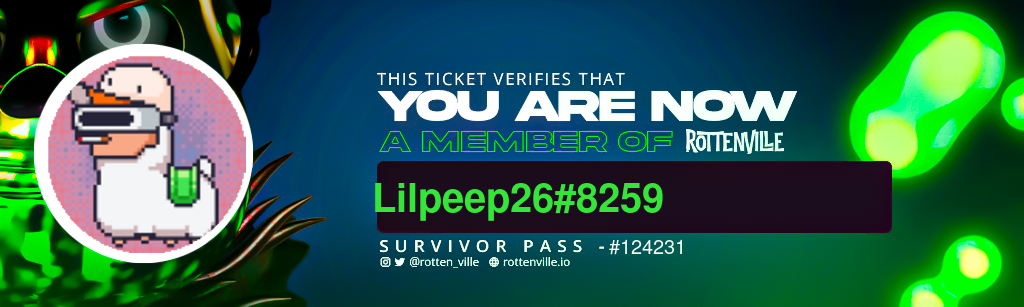 THIS TICKET VERIFIES THAT
YOU ARE NOW
A MEMBER OF ROTTENVILLE
Lilpeep26#8259
SURVIVOR PASS - #124231
@rotten_ville rottenville.io